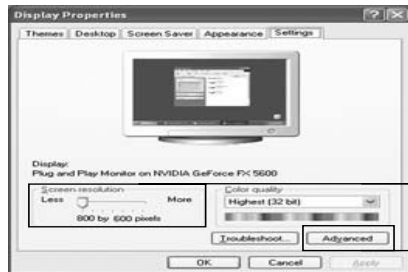 Display Properties
Themes Desktop Screen Saver Appearance Settings
Display:
Plug and Play Monitor on NVIDIA GeForce FX 5600
Screen resolution
Less More
800 by 600 pixels
Color quality
Highest (32 bit)
Troubleshoot... Advanced
OK Cancel Apply